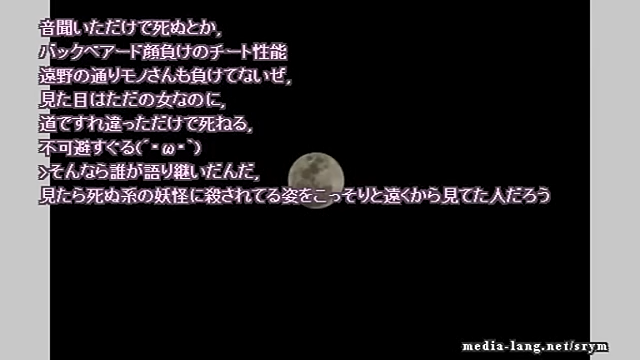 音聞いただけで死ぬとか,
バックベアード顔負けのチート性能
遠野の通りモノさんも負けてないぜ,
見た目はただの女なのに,
道ですれ違っただけで死ねる,
不可避すぐる(´・ω・`)
>そんなら誰が語り継いだんだ,
見たら死ぬ系の妖怪に殺されてる姿をこっそりと遠くから見てた人だろう
media-lang.net/srym